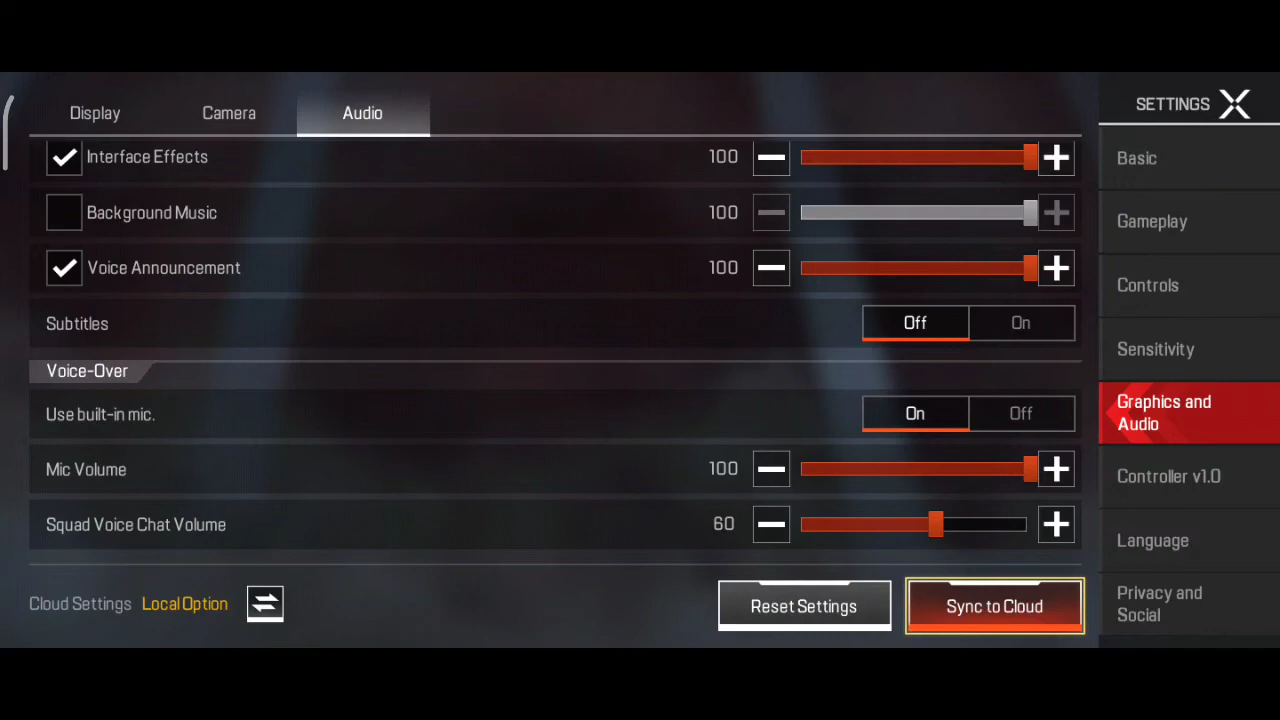 Display Camera Audio
SETTINGS
Interface Effects 100
Background Music 100
Voice Announcement 100
Subtitles Off On
Voice-Over
Use built-in mic. On Off
Mic Volume 100
Squad Voice Chat Volume 60
Cloud Settings Local Option
Reset Settings
Sync to Cloud
Basic
Gameplay
Controls
Sensitivity
Graphics and
Audio
Controller v1.0
Language
Privacy and
Social